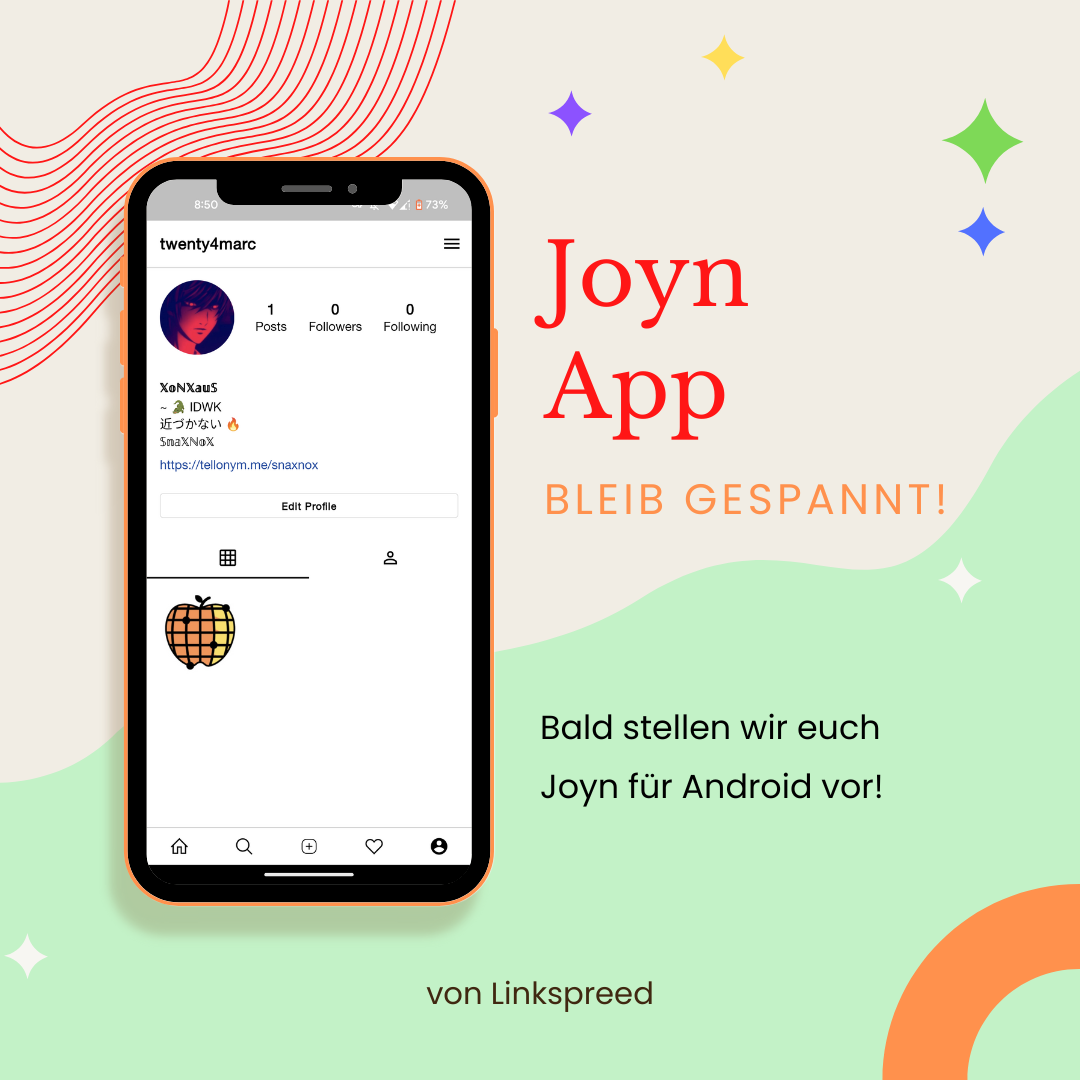 8:50
73%
twenty4marc
1
0
0
Posts
Followers
Following
𝕏𝕠ℕ𝕏𝕒𝕦𝕊
~ 🐊 IDWK
近づかない 🔥
𝕊𝕟𝕒𝕏ℕ𝕠𝕏
https://tellonym.me/snaxnox
Edit Profile
Joyn
App
BLEIB GESPANNT!
Bald stellen wir euch
Joyn für Android vor!
von Linkspreed